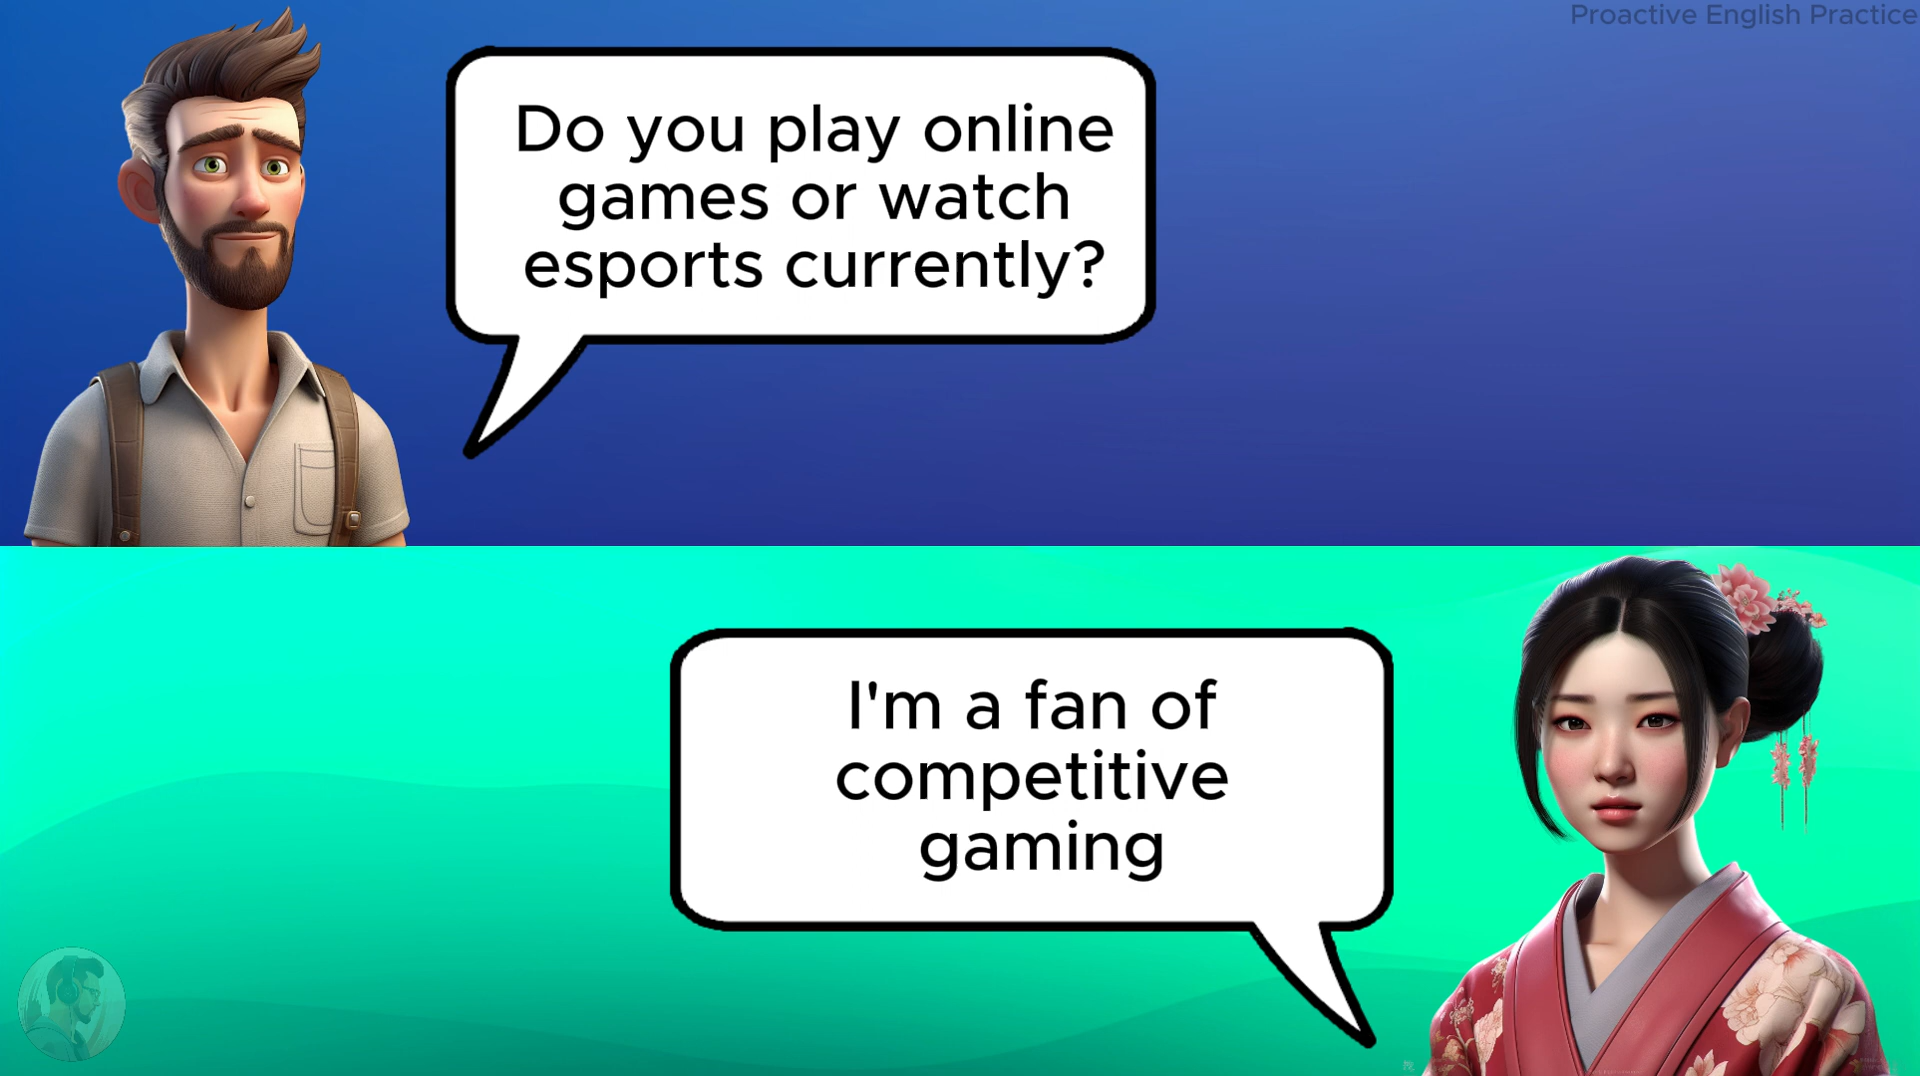 Proactive English Practice
Do you play online
games or watch
esports currently?
I'm a fan of
competitive
gaming